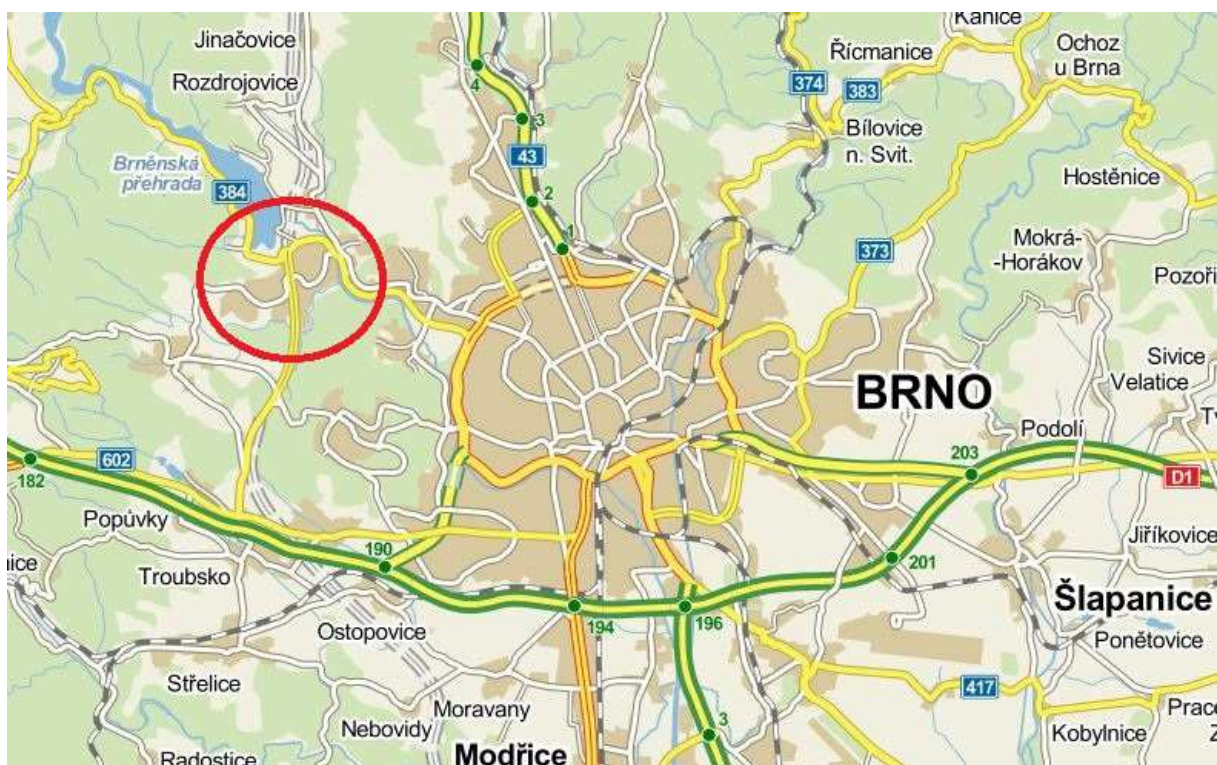 Kanice
Jinačovice
Řícmanice
Ochoz
u Brna
Rozdrojovice
4
374
383
3
Bílovice
n. Svit.
43
Brněnská
přehrada
384
Hostěnice
2
1
373
Mokrá-
-Horákov
Pozoři
Sivice
Velatice
BRNO
Podolí
203
602
182
D1
Popůvky
190
Jiříkovice
nice
Troubsko
201
Šlapanice
194
196
Ostopovice
Ponětovice
Střelice
417
Moravany
Prace
Nebovidy
3
Kobylnice
Z
Modřice
Radostice